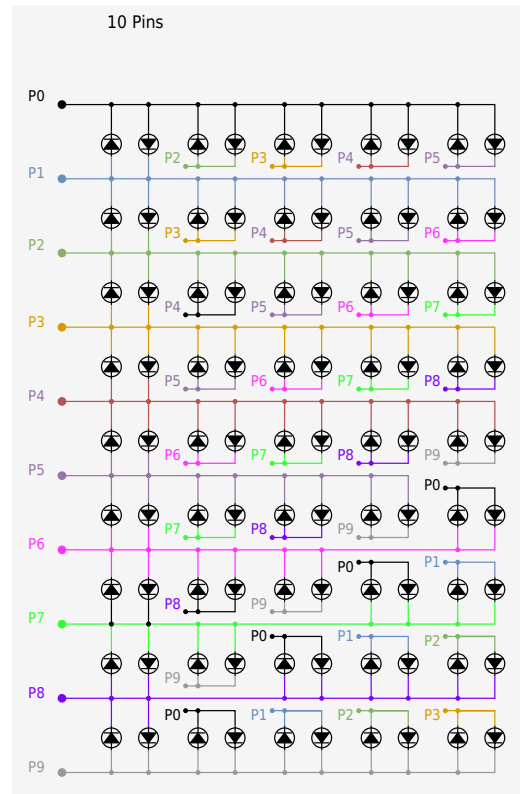 10 Pins
P0
P2 P3 P4 P5
P1
P3 P4 P5 P6
P2
P4 P5 P6 P7
P3
P5 P6 P7 P8
P4
P6 P7 P8 P9
P5
P0
P7 P8 P9
P6
P0 P1
P8 P9
P7
P0 P1 P2
P9
P8
P0 P1 P2 P3
P9